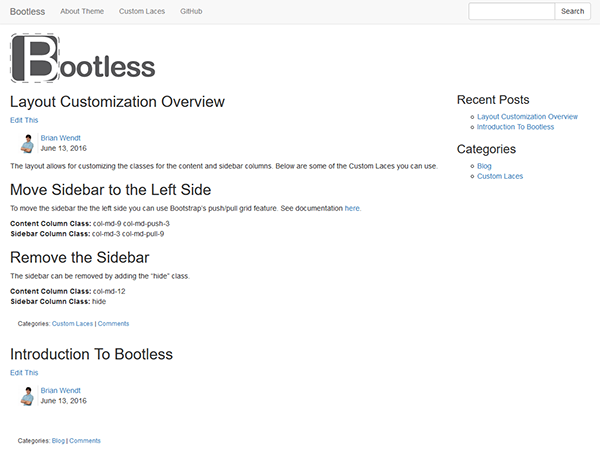 Bootless About Theme Custom Laces GitHub Search
Bootless
Layout Customization Overview
Edit This
Brian Wendt
June 13, 2016
The layout allows for customizing the classes for the content and sidebar columns. Below are some of the Custom Laces you can use.
Move Sidebar to the Left Side
To move the sidebar the the left side you can use Bootstrap's push/pull grid feature. See documentation here.
Content Column Class: col-md-9 col-md-push-3
Sidebar Column Class: col-md-3 col-md-pull-9
Remove the Sidebar
The sidebar can be removed by adding the "hide" class.
Content Column Class: col-md-12
Sidebar Column Class: hide
Categories: Custom Laces | Comments
Introduction To Bootless
Edit This
Brian Wendt
June 13, 2016
Categories: Blog | Comments
Recent Posts
Layout Customization Overview
Introduction To Bootless
Categories
Blog
Custom Laces